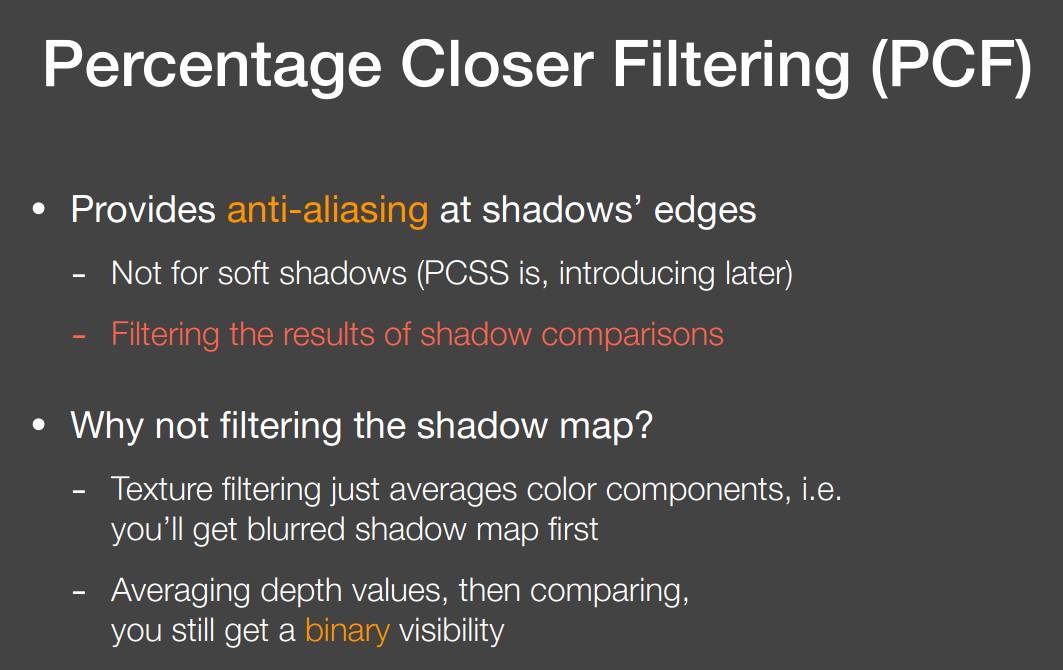 Percentage Closer Filtering (PCF)
• Provides anti-aliasing at shadows’ edges
- Not for soft shadows (PCSS is, introducing later)
- Filtering the results of shadow comparisons
• Why not filtering the shadow map?
- Texture filtering just averages color components, i.e.
you’ll get blurred shadow map first
- Averaging depth values, then comparing,
you still get a binary visibility